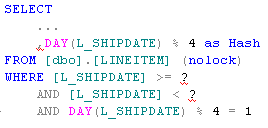 SELECT
...
,DAY(L_SHIPDATE) % 4 as Hash
FROM [dbo].[LINEITEM] (nolock)
WHERE [L_SHIPDATE] >= ?
AND [L_SHIPDATE] < ?
AND DAY(L_SHIPDATE) % 4 = 1